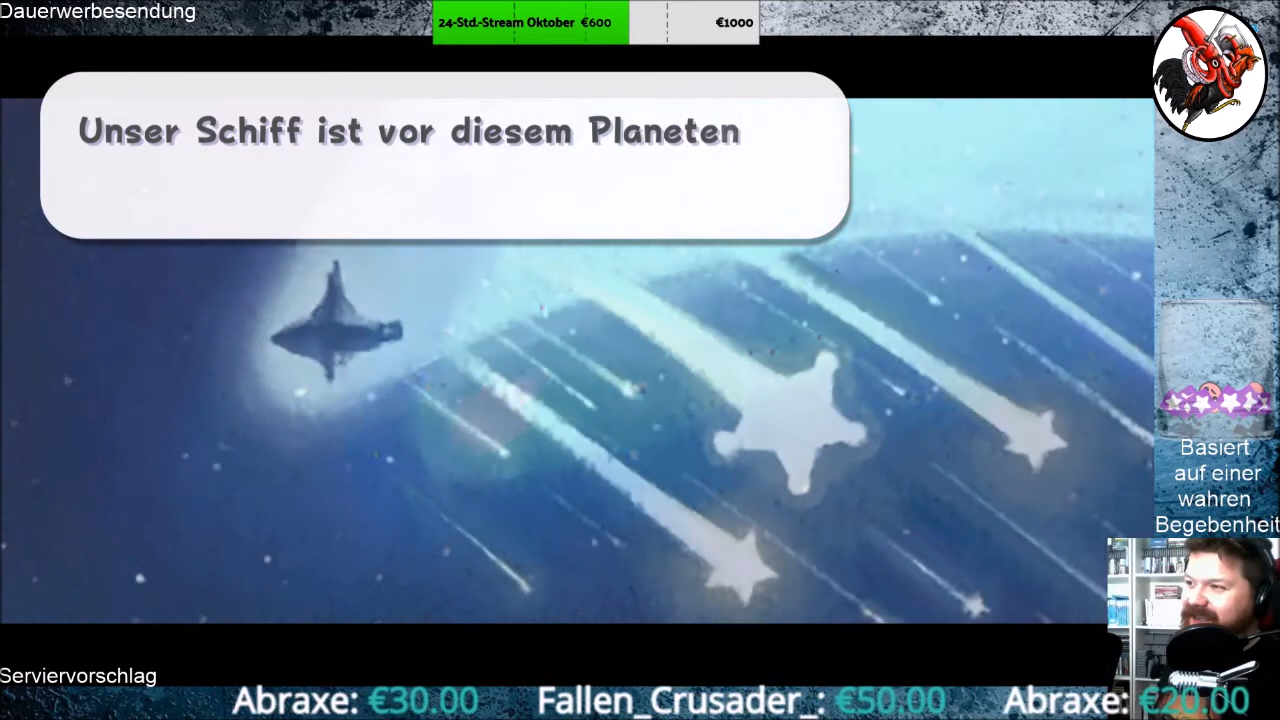 Dauerwerbesendung
24-Std.-Stream Oktober €600 €1000
Unser Schiff ist vor diesem Planeten
Basiert
auf einer
wahren
Begebenheit
Serviervorschlag
Abraxe: €30.00 Fallen_Crusader_: €50.00 Abraxe: €20.00